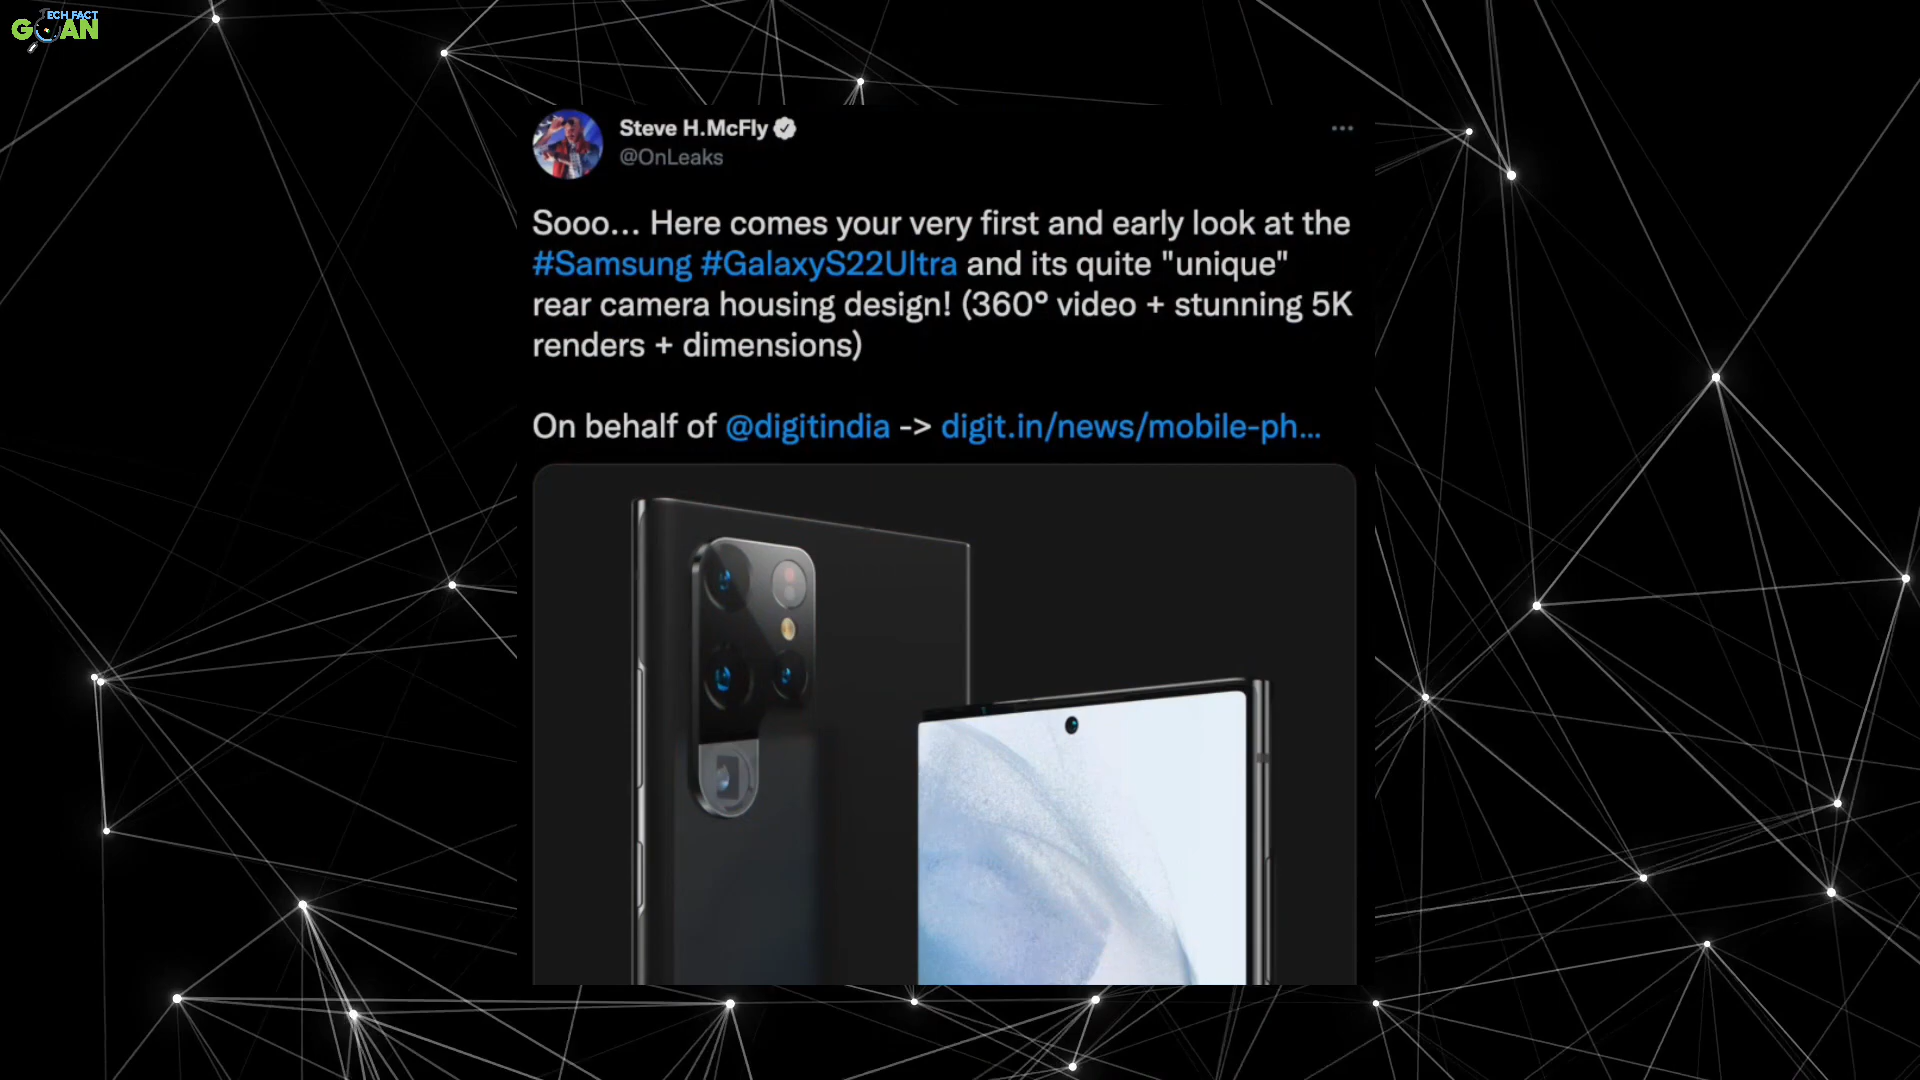 TECH FACT
GOAN
Steve H.McFly
@OnLeaks
Sooo... Here comes your very first and early look at the
#Samsung #GalaxyS22Ultra and its quite "unique"
rear camera housing design! (360° video + stunning 5K
renders + dimensions)
On behalf of @digitindia -> digit.in/news/mobile-ph...